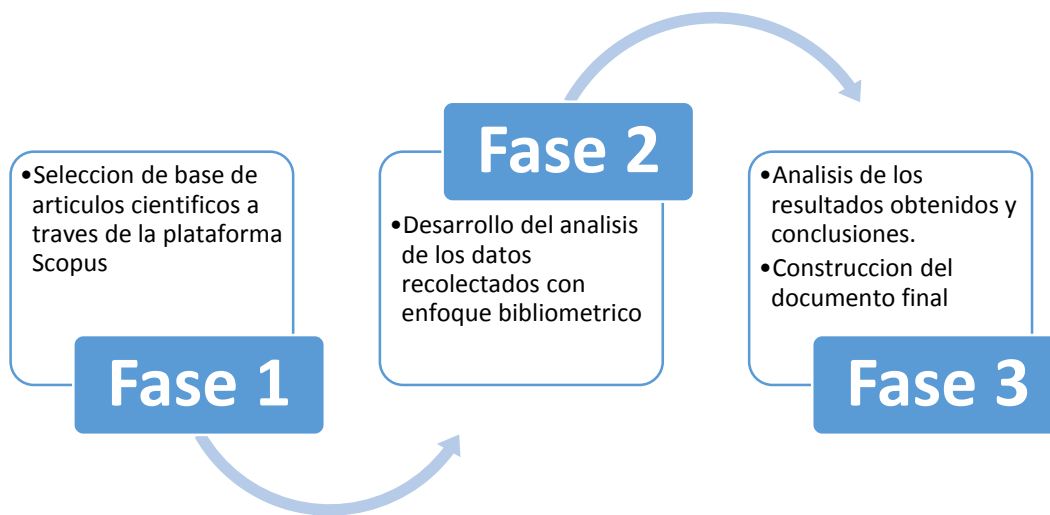 •Seleccion de base de
articulos cientificos a
traves de la plataforma
Scopus
Fase 1
Fase 2
•Desarrollo del analisis
de los datos
recolectados con
enfoque bibliometrico
•Analisis de los
resultados obtenidos y
conclusiones.
•Construccion del
documento final
Fase 3